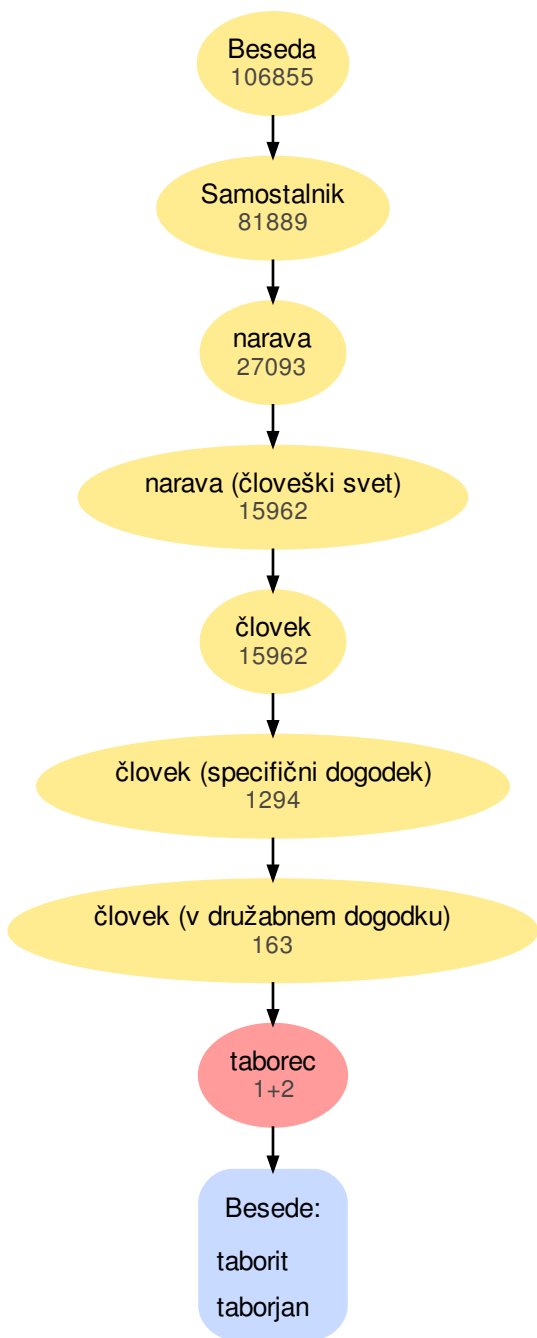 Beseda
106855
Samostalnik
81889
narava
27093
narava (človeški svet)
15962
človek
15962
človek (specifični dogodek)
1294
človek (v družabnem dogodku)
163
taborec
1+2
Besede:
taborit
taborjan